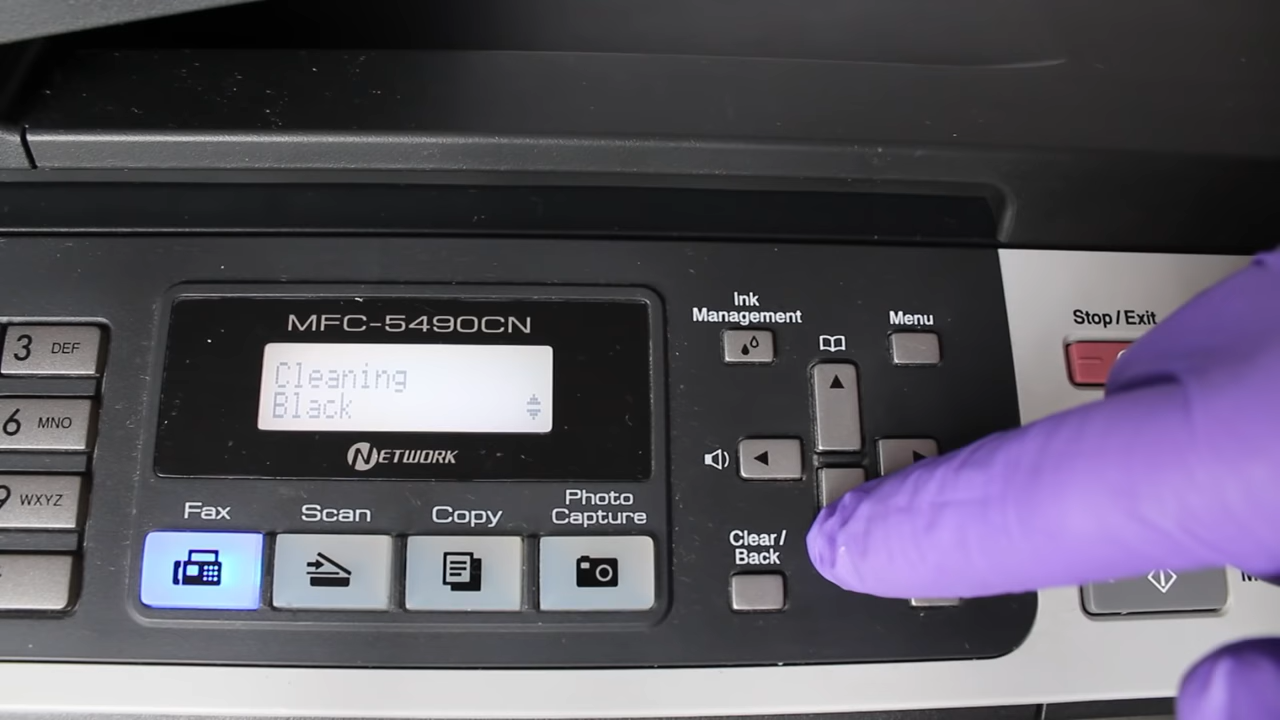 MFC-5490CN
Cleaning
Black
NETWORK
Fax
Scan
Copy
Photo
Capture
3 DEF
6 MNO
9 WXYZ
Ink
Management
Menu
Clear/
Back
Stop/Exit